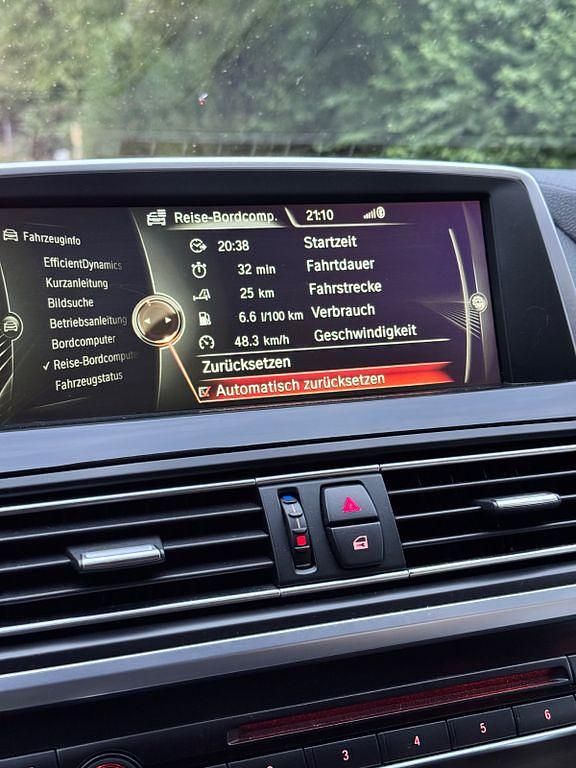 Fahrzeuginfo
EfficientDynamics
Kurzanleitung
Bildsuche
Betriebsanleitung
Bordcomputer
✓ Reise-Bordcompute
Fahrzeugstatus
Reise-Bordcomp. 21:10
20:38 Startzeit
32 min Fahrtdauer
25 km Fahrstrecke
6.6 l/100 km Verbrauch
48.3 km/h Geschwindigkeit
Zurücksetzen
Automatisch zurücksetzen
3 4 5 6